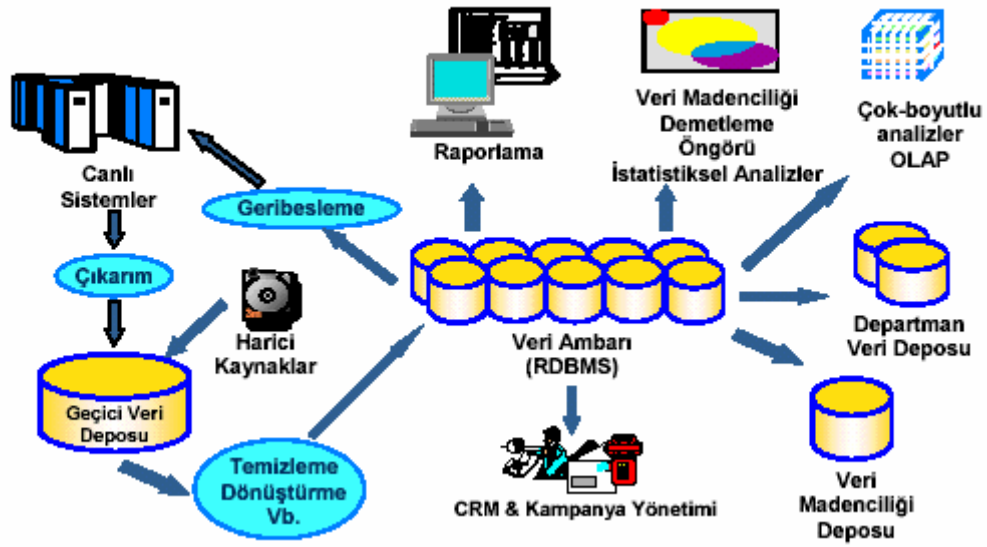 Canlı
Sistemler
Çıkarım
Geçici Veri
Deposu
Harici
Kaynaklar
Temizleme
Dönüştürme
Vb.
Geribesleme
Raporlama
Veri Madenciliği
Demetleme
Öngörü
İstatistiksel Analizler
Çok-boyutlu
analizler
OLAP
Veri Ambarı
(RDBMS)
Departman
Veri Deposu
CRM & Kampanya Yönetimi
Veri
Madenciliği
Deposu